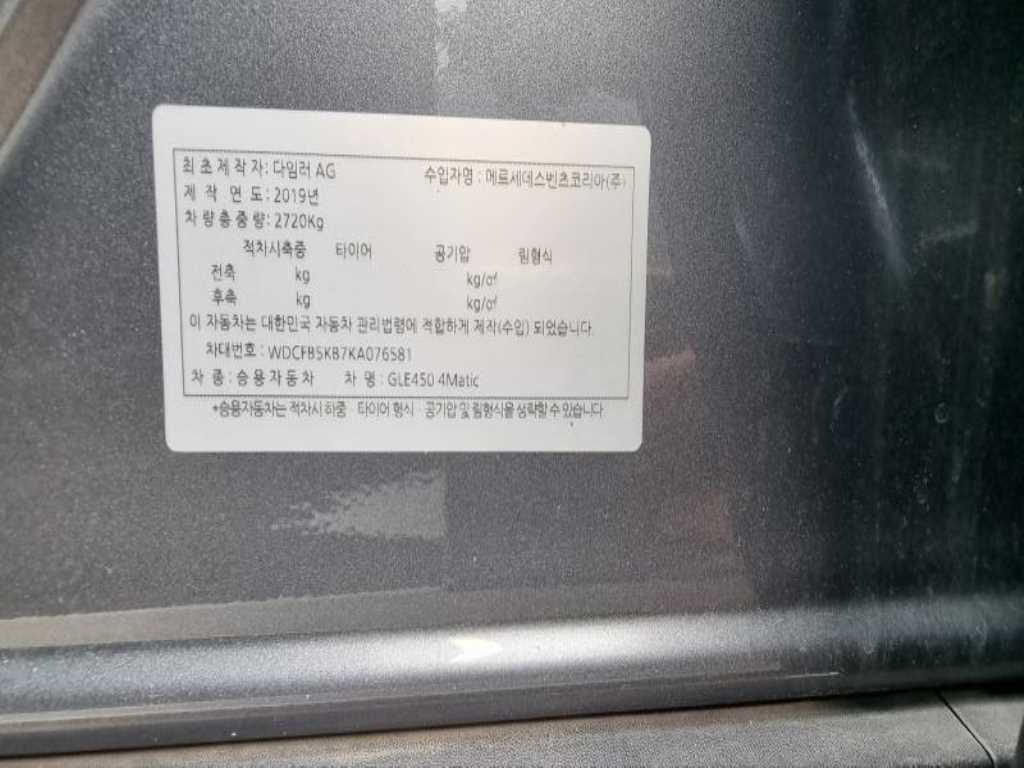 최초제작자: 다임러 AG 수입자명 : 메르세데스벤츠코리아(주)
제 작 연 도 : 2019년
차량총중량: 2720Kg
적차시축중 타이어 공기압 림형식
전축 kg kg/㎠
후축 kg kg/㎠
이 자동차는 대한민국 자동차 관리법령에 적합하게 제작(수입) 되었습니다.
차대번호 : WDCFB5KB7KA076581
차 종 : 승용자동차 차 명 : GLE450 4Matic
*승용자동차는 적차시 하중 타이어 형식 공기압 및 림형식을 생략할 수 있습니다